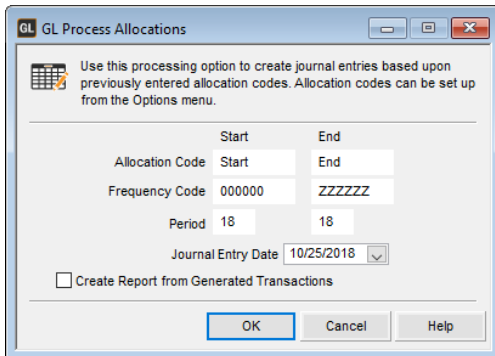 GL GL Process Allocations
Use this processing option to create journal entries based upon
previously entered allocation codes. Allocation codes can be set up
from the Options menu.
Start End
Allocation Code Start End
Frequency Code 000000 ZZZZZZ
Period 18 18
Journal Entry Date 10/25/2018
Create Report from Generated Transactions
OK Cancel Help